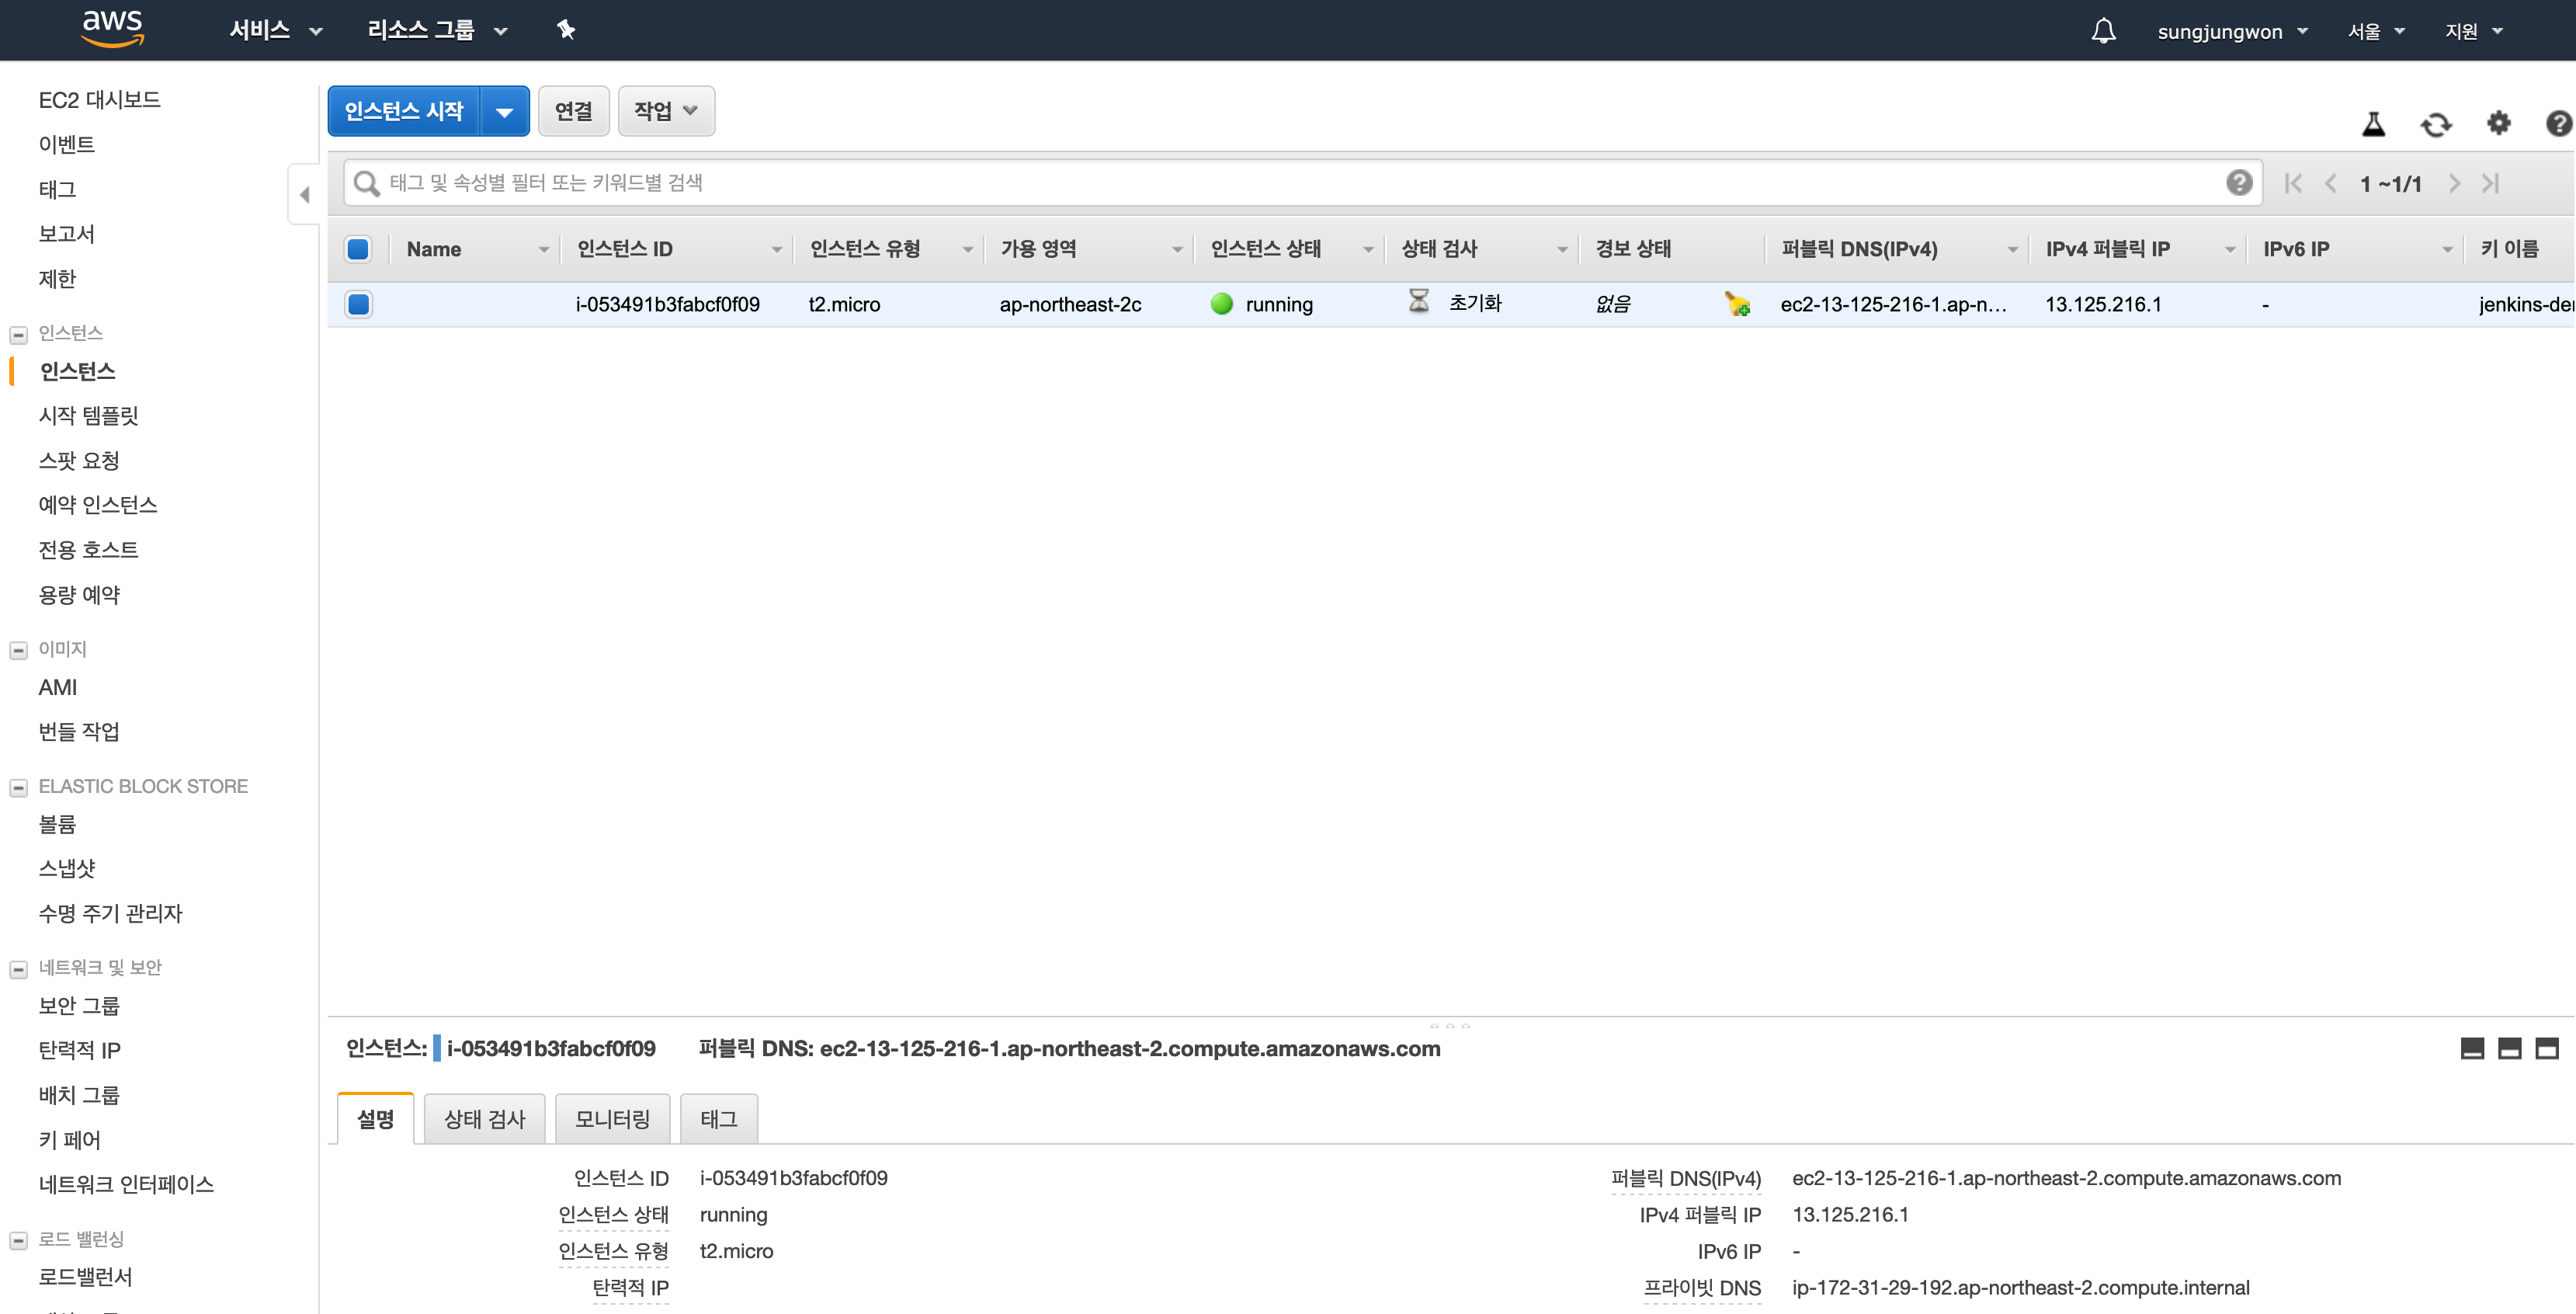 aws 서비스 리소스 그룹 sungjungwon 서울 지원
EC2 대시보드
이벤트
태그
보고서
제한
인스턴스
인스턴스
시작 템플릿
스팟 요청
예약 인스턴스
전용 호스트
용량 예약
이미지
AMI
번들 작업
ELASTIC BLOCK STORE
볼륨
스냅샷
수명 주기 관리자
네트워크 및 보안
보안 그룹
탄력적 IP
배치 그룹
키 페어
네트워크 인터페이스
로드 밸런싱
로드밸런서
인스턴스 시작 연결 작업
태그 및 속성별 필터 또는 키워드별 검색 1 ~1/1
Name 인스턴스 ID 인스턴스 유형 가용 영역 인스턴스 상태 상태 검사 경보 상태 퍼블릭 DNS(IPv4) IPv4 퍼블릭 IP IPv6 IP 키 이름
i-053491b3fabcf0f09 t2.micro ap-northeast-2c running 초기화 없음 ec2-13-125-216-1.ap-n... 13.125.216.1 - jenkins-de
인스턴스: i-053491b3fabcf0f09 퍼블릭 DNS: ec2-13-125-216-1.ap-northeast-2.compute.amazonaws.com
설명 상태 검사 모니터링 태그
인스턴스 ID i-053491b3fabcf0f09 퍼블릭 DNS(IPv4) ec2-13-125-216-1.ap-northeast-2.compute.amazonaws.com
인스턴스 상태 running IPv4 퍼블릭 IP 13.125.216.1
인스턴스 유형 t2.micro IPv6 IP -
탄력적 IP 프라이빗 DNS ip-172-31-29-192.ap-northeast-2.compute.internal